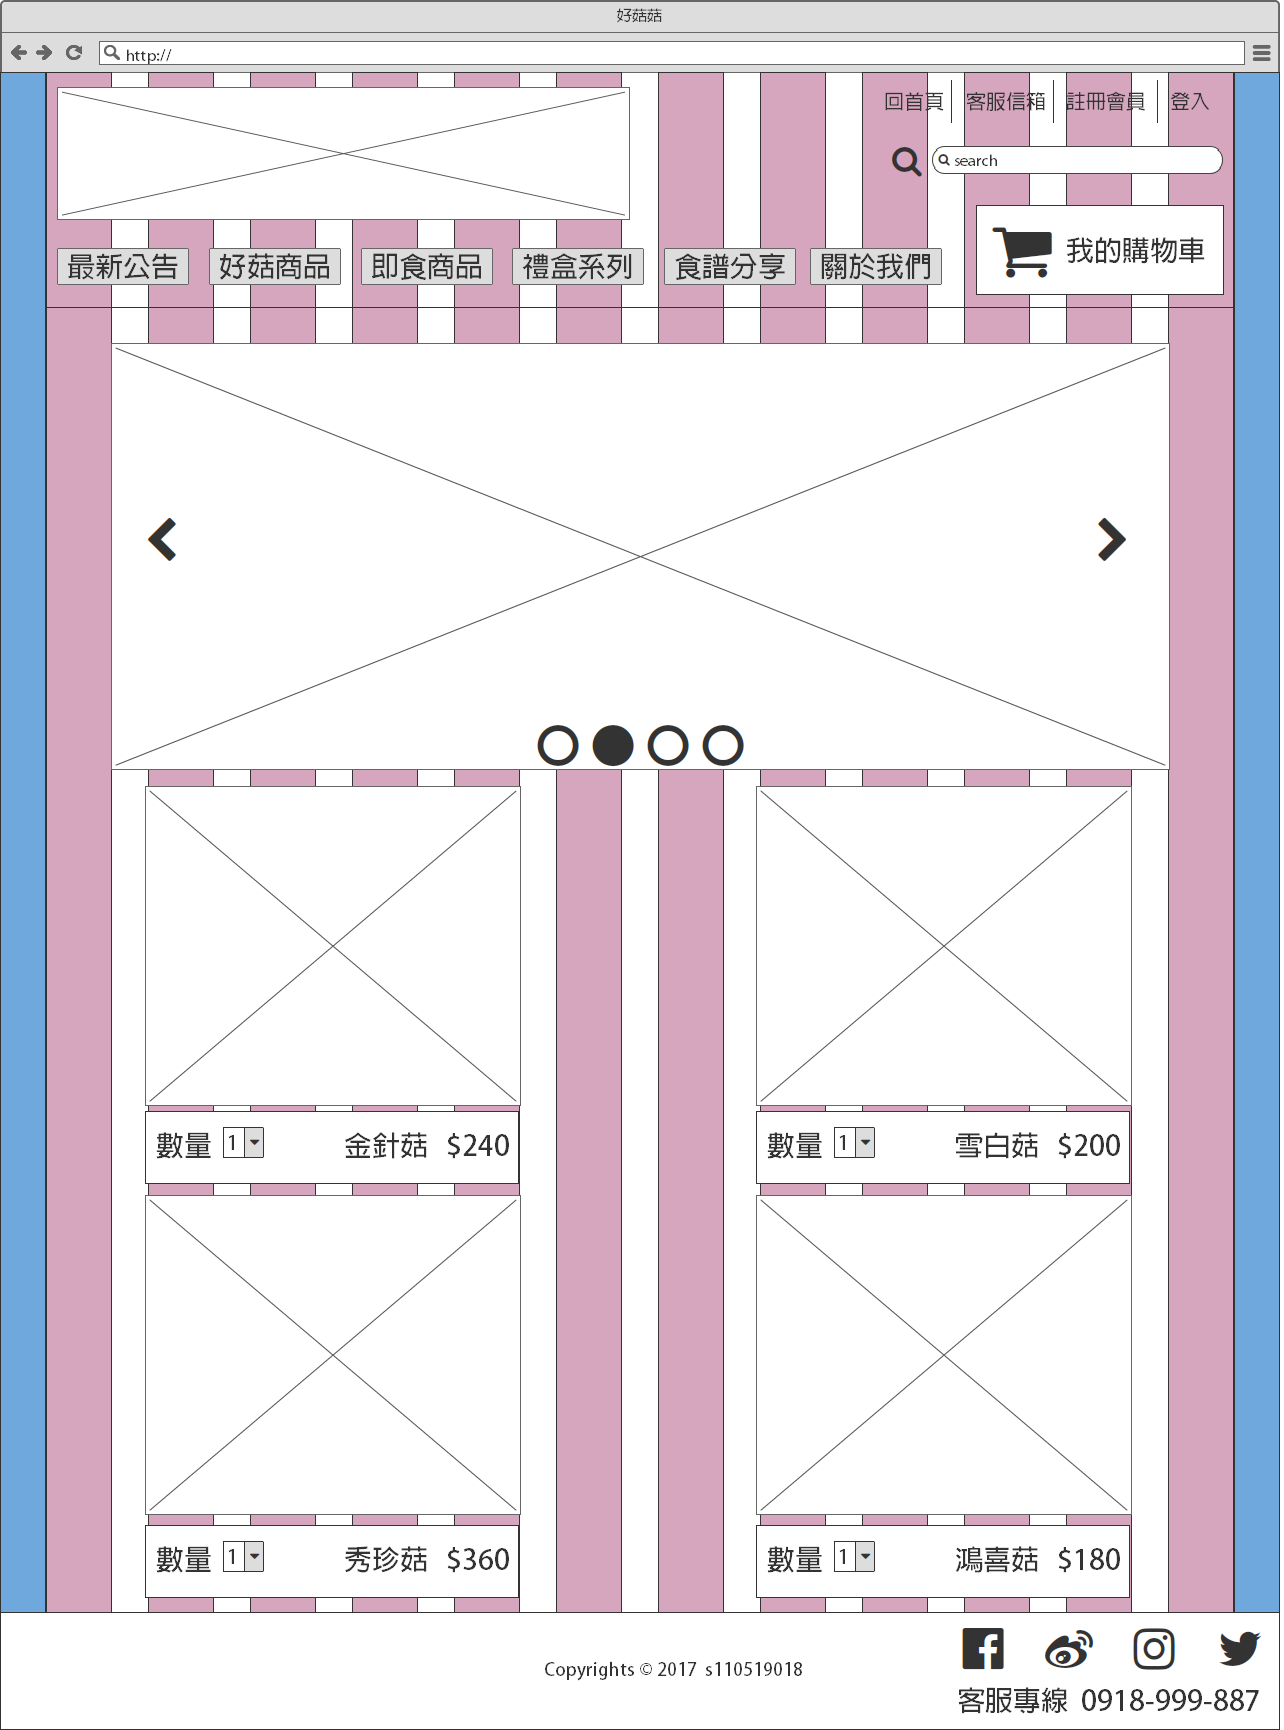 好菇菇
http://
回首頁 客服信箱 註冊會員 登入
search
我的購物車
最新公告 好菇商品 即食商品 禮盒系列 食譜分享 關於我們
數量 1 金針菇 $240
數量 1 雪白菇 $200
數量 1 秀珍菇 $360
數量 1 鴻喜菇 $180
Copyrights © 2017 s110519018
客服專線 0918-999-887